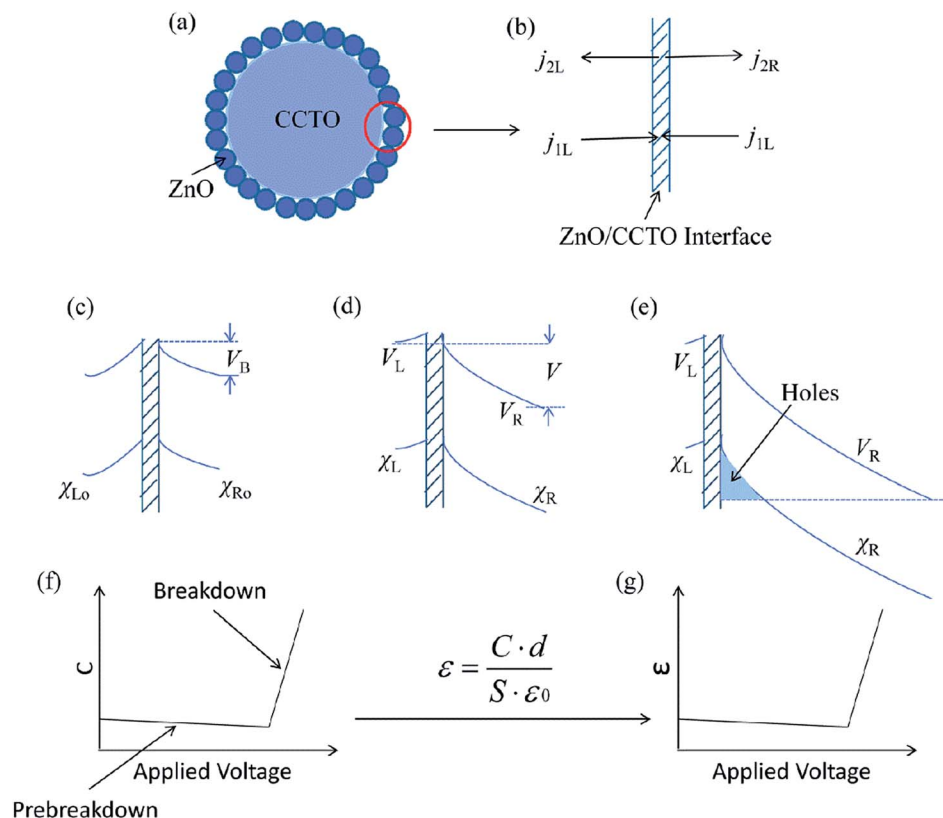 (a)
CCTO
ZnO
(b)
j2L
j2R
j1L
j1L
ZnO/CCTO Interface
(c)
VB
χLo
χRo
(d)
VL
V
VR
χL
χR
(e)
VL
Holes
VR
χL
χR
(f)
Breakdown
C
Applied Voltage
Prebreakdown
ε = C · d / S · ε0
(g)
ε
Applied Voltage